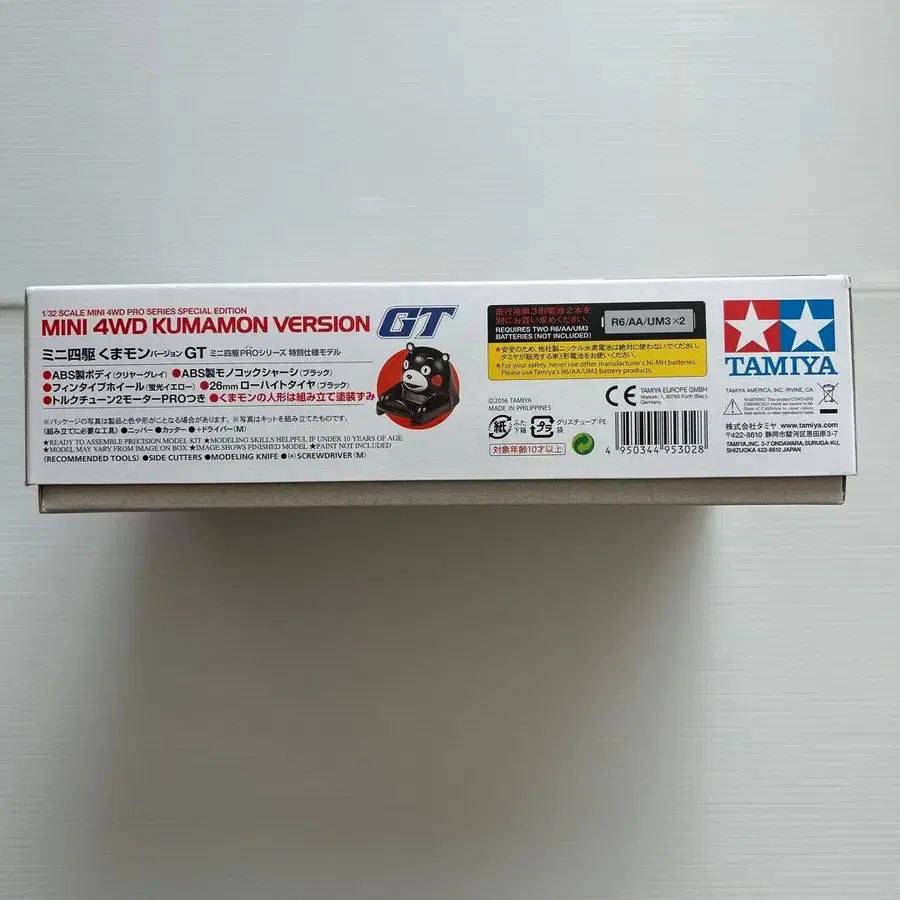 1/32 SCALE MINI 4WD PRO SERIES SPECIAL EDITION
MINI 4WD KUMAMON VERSION GT
ミニ四駆 くまモンバージョン GT ミニ四駆PROシリーズ 特別仕様モデル
●ABS製ボディ(クリヤーグレイ) ●ABS製モノコックシャーシ(ブラック)
●フィンタイプホイール(蛍光イエロー) ●26mmローハイトタイヤ(ブラック)
●トルクチューン2モーターPROつき ●くまモンの人形は組み立て塗装すみ
※パッケージの写真は製品と色や形がことなる場合があります。※写真はキットを組み立てたものです。
《組み立てに必要な工具》●ニッパー ●カッター ●+ドライバー(M)
★READY TO ASSEMBLE PRECISION MODEL KIT ★MODELING SKILLS HELPFUL IF UNDER 10 YEARS OF AGE
★MODEL MAY VARY FROM IMAGE ON BOX ★IMAGE SHOWS FINISHED MODEL ★PAINT NOT INCLUDED
《RECOMMENDED TOOLS》●SIDE CUTTERS ●MODELING KNIFE ●(+) SCREWDRIVER (M)
走行用単3形電池2本を
別にお買い求めください。
REQUIRES TWO R6/AA/UM3
BATTERIES (NOT INCLUDED)
R6/AA/UM3×2
★安全のため、他社製ニッケル水素電池は絶対に使わないでください。
タミヤが販売する単3形電池をお使いください。
★For your safety, never use other manufacturer's Ni-MH batteries.
Please use Tamiya's R6/AA/UM3 battery products.
©2016 TAMIYA
MADE IN PHILIPPINES
紙 ふた 下箱
プラ グリスチューブ:PE 袋
対象年齢10才以上
CE
TAMIYA EUROPE GMBH
Werkstr. 1, 90765 Fürth (Bay.),
Germany
4 950344 953028
TAMIYA
TAMIYA AMERICA, INC. IRVINE, CA
WARNING:
株式会社タミヤ www.tamiya.com
〒422-8610 静岡市駿河区恩田原3-7
TAMIYA,INC. 3-7 ONDAWARA, SURUGA-KU,
SHIZUOKA 422-8610 JAPAN